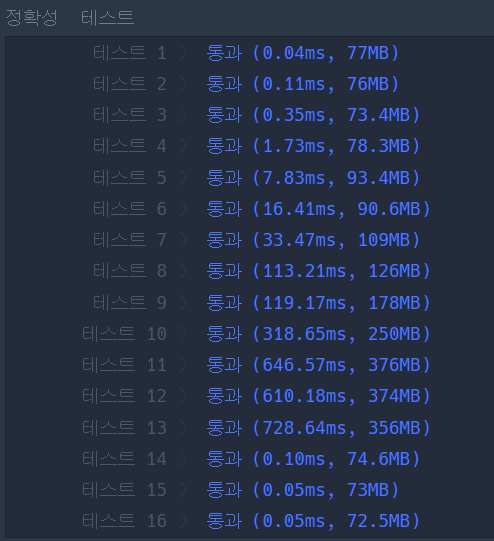 정확성 테스트
테스트 1 〉 통과 (0.04ms, 77MB)
테스트 2 〉 통과 (0.11ms, 76MB)
테스트 3 〉 통과 (0.35ms, 73.4MB)
테스트 4 〉 통과 (1.73ms, 78.3MB)
테스트 5 〉 통과 (7.83ms, 93.4MB)
테스트 6 〉 통과 (16.41ms, 90.6MB)
테스트 7 〉 통과 (33.47ms, 109MB)
테스트 8 〉 통과 (113.21ms, 126MB)
테스트 9 〉 통과 (119.17ms, 178MB)
테스트 10 〉 통과 (318.65ms, 250MB)
테스트 11 〉 통과 (646.57ms, 376MB)
테스트 12 〉 통과 (610.18ms, 374MB)
테스트 13 〉 통과 (728.64ms, 356MB)
테스트 14 〉 통과 (0.10ms, 74.6MB)
테스트 15 〉 통과 (0.05ms, 73MB)
테스트 16 〉 통과 (0.05ms, 72.5MB)